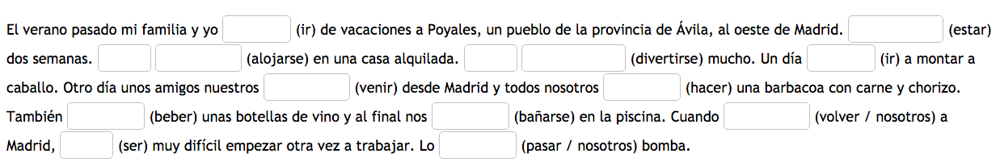 El verano pasado mi familia y yo (ir) de vacaciones a Poyales, un pueblo de la provincia de Ávila, al oeste de Madrid. (estar)
dos semanas. (alojarse) en una casa alquilada. (divertirse) mucho. Un día (ir) a montar a
caballo. Otro día unos amigos nuestros (venir) desde Madrid y todos nosotros (hacer) una barbacoa con carne y chorizo.
También (beber) unas botellas de vino y al final nos (bañarse) en la piscina. Cuando (volver / nosotros) a
Madrid, (ser) muy difícil empezar otra vez a trabajar. Lo (pasar / nosotros) bomba.